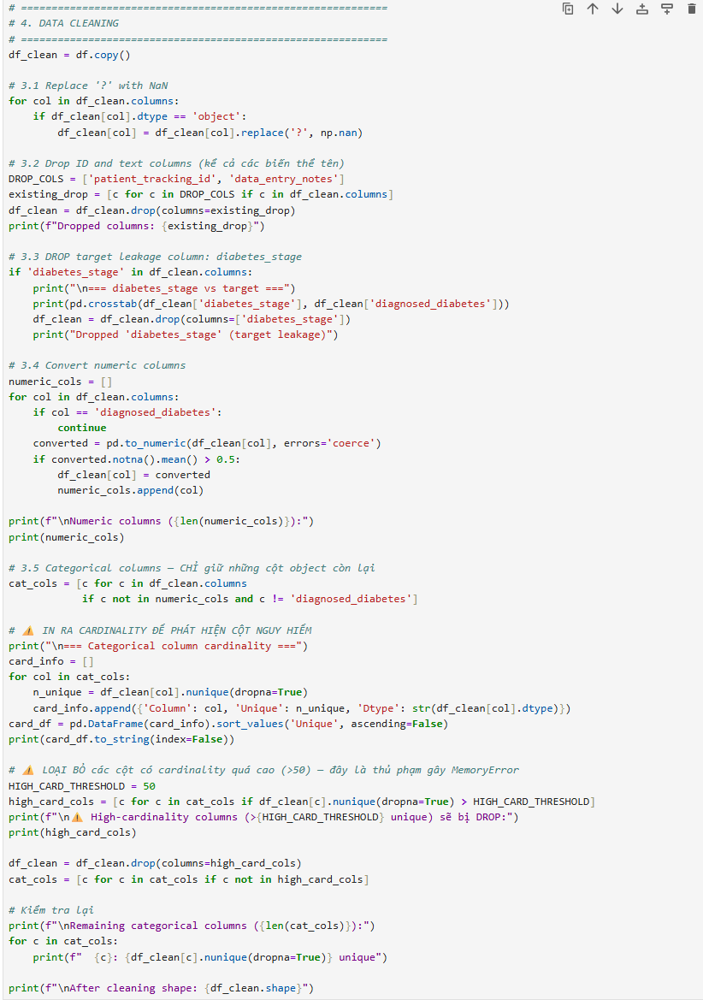 # ============================================================
# 4. DATA CLEANING
# ============================================================
df_clean = df.copy()
# 3.1 Replace '?' with NaN
for col in df_clean.columns:
    if df_clean[col].dtype == 'object':
        df_clean[col] = df_clean[col].replace('?', np.nan)
# 3.2 Drop ID and text columns (kể cả các biến thể tên)
DROP_COLS = ['patient_tracking_id', 'data_entry_notes']
existing_drop = [c for c in DROP_COLS if c in df_clean.columns]
df_clean = df_clean.drop(columns=existing_drop)
print(f"Dropped columns: {existing_drop}")
# 3.3 DROP target leakage column: diabetes_stage
if 'diabetes_stage' in df_clean.columns:
    print("\n=== diabetes_stage vs target ===")
    print(pd.crosstab(df_clean['diabetes_stage'], df_clean['diagnosed_diabetes']))
    df_clean = df_clean.drop(columns=['diabetes_stage'])
    print("Dropped 'diabetes_stage' (target leakage)")
# 3.4 Convert numeric columns
numeric_cols = []
for col in df_clean.columns:
    if col == 'diagnosed_diabetes':
        continue
    converted = pd.to_numeric(df_clean[col], errors='coerce')
    if converted.notna().mean() > 0.5:
        df_clean[col] = converted
        numeric_cols.append(col)
print(f"\nNumeric columns ({len(numeric_cols)}):")
print(numeric_cols)
# 3.5 Categorical columns — CHỈ giữ những cột object còn lại
cat_cols = [c for c in df_clean.columns
            if c not in numeric_cols and c != 'diagnosed_diabetes']
# ⚠️ IN RA CARDINALITY ĐỂ PHÁT HIỆN CỘT NGUY HIỂM
print("\n=== Categorical column cardinality ===")
card_info = []
for col in cat_cols:
    n_unique = df_clean[col].nunique(dropna=True)
    card_info.append({'Column': col, 'Unique': n_unique, 'Dtype': str(df_clean[col].dtype)})
card_df = pd.DataFrame(card_info).sort_values('Unique', ascending=False)
print(card_df.to_string(index=False))
# ⚠️ LOẠI BỎ các cột có cardinality quá cao (>50) — đây là thủ phạm gây MemoryError
HIGH_CARD_THRESHOLD = 50
high_card_cols = [c for c in cat_cols if df_clean[c].nunique(dropna=True) > HIGH_CARD_THRESHOLD]
print(f"\n⚠️ High-cardinality columns (>{HIGH_CARD_THRESHOLD} unique) sẽ bị DROP:")
print(high_card_cols)
df_clean = df_clean.drop(columns=high_card_cols)
cat_cols = [c for c in cat_cols if c not in high_card_cols]
# Kiểm tra lại
print(f"\nRemaining categorical columns ({len(cat_cols)}):")
for c in cat_cols:
    print(f"  {c}: {df_clean[c].nunique(dropna=True)} unique")
print(f"\nAfter cleaning shape: {df_clean.shape}")